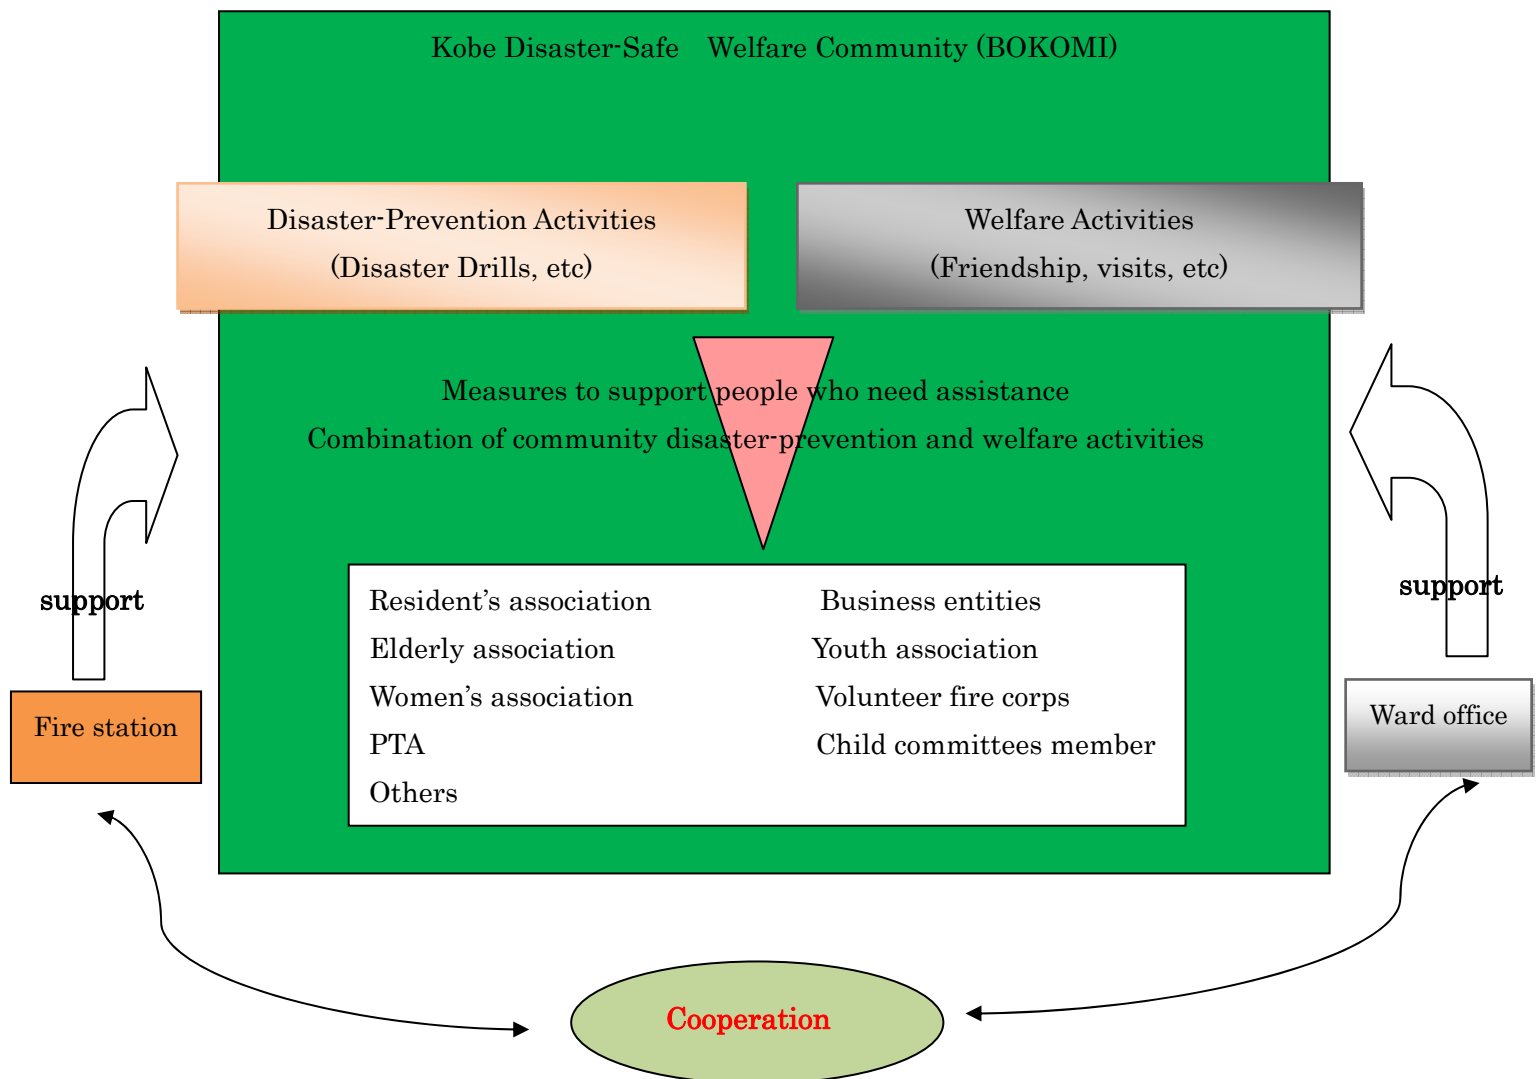 Kobe Disaster-Safe Welfare Community (BOKOMI)
Disaster-Prevention Activities
(Disaster Drills, etc)
Welfare Activities
(Friendship, visits, etc)
Measures to support people who need assistance
Combination of community disaster-prevention and welfare activities
support
support
Resident's association Business entities
Elderly association Youth association
Women's association Volunteer fire corps
PTA Child committees member
Others
Fire station
Ward office
Cooperation